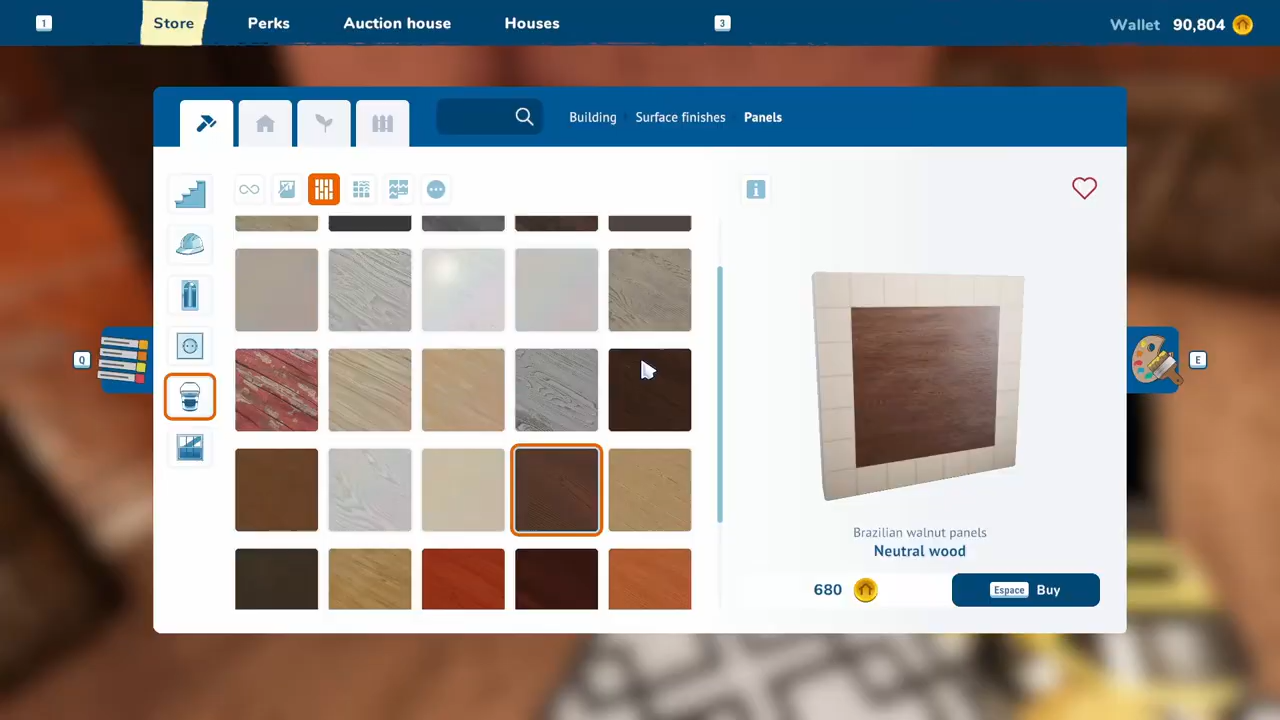 1 Store Perks Auction house Houses 3 Wallet 90,804
Building Surface finishes Panels
Q
E
Brazilian walnut panels
Neutral wood
680 Espace Buy